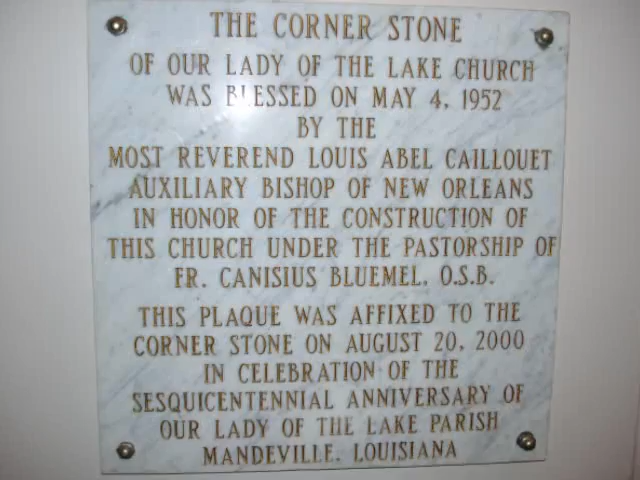 THE CORNER STONE
OF OUR LADY OF THE LAKE CHURCH
WAS BLESSED ON MAY 4, 1952
BY THE
MOST REVEREND LOUIS ABEL CAILLOUET
AUXILIARY BISHOP OF NEW ORLEANS
IN HONOR OF THE CONSTRUCTION OF
THIS CHURCH UNDER THE PASTORSHIP OF
FR. CANISIUS BLUEMEL, O.S.B.
THIS PLAQUE WAS AFFIXED TO THE
CORNER STONE ON AUGUST 20, 2000
IN CELEBRATION OF THE
SESQUICENTENNIAL ANNIVERSARY OF
OUR LADY OF THE LAKE PARISH
MANDEVILLE, LOUISIANA